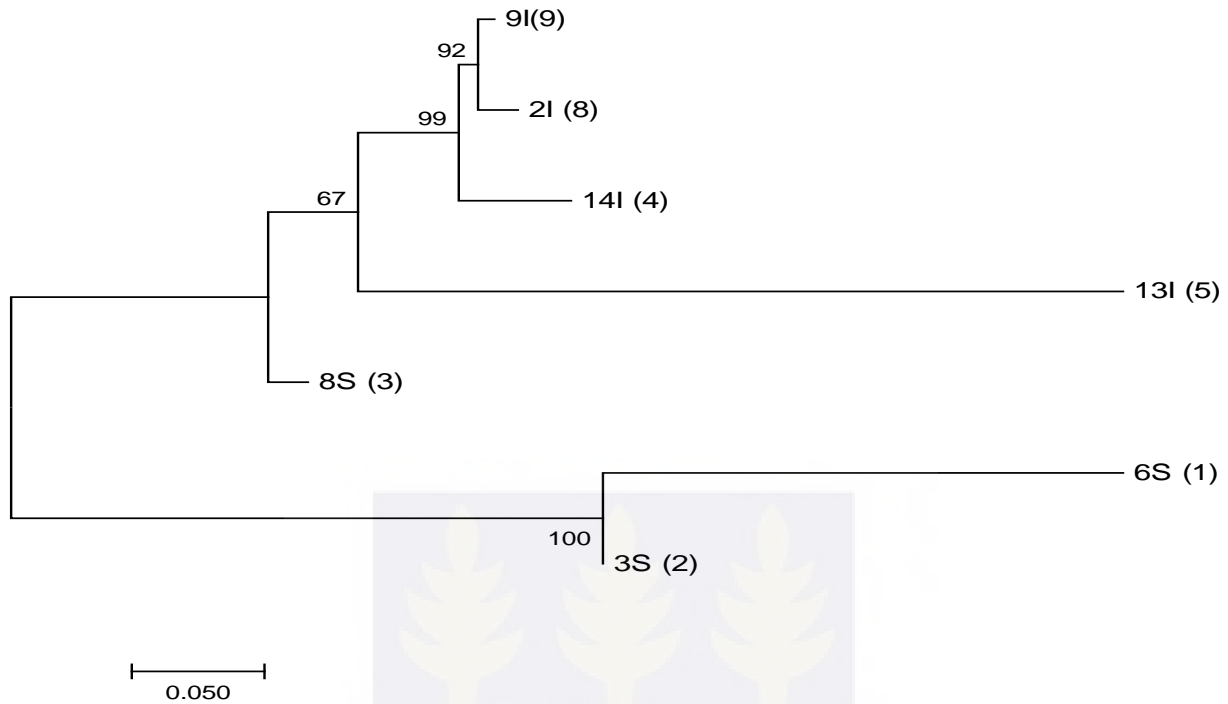 9I(9)
92
2I (8)
99
14I (4)
67
13I (5)
8S (3)
6S (1)
100
3S (2)
0.050